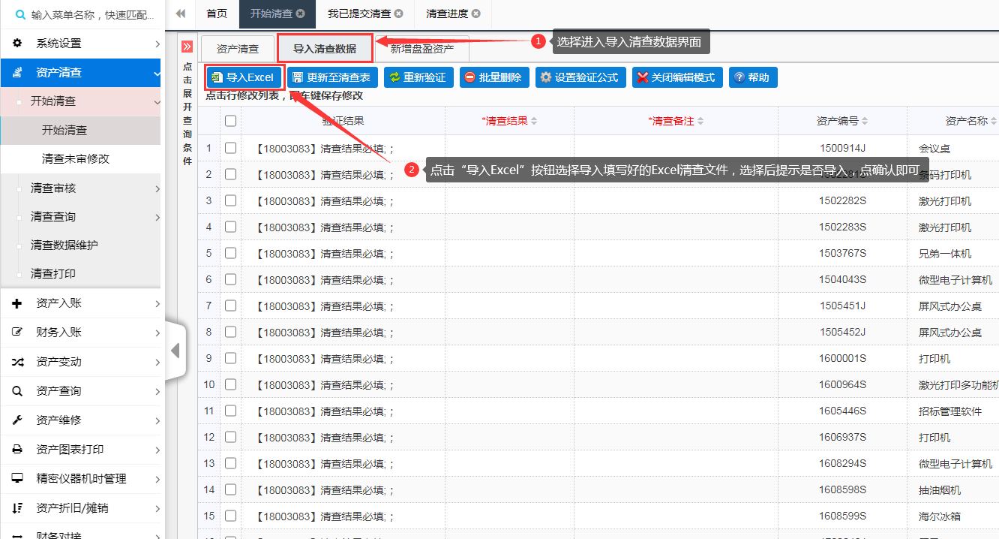 输入菜单名称，快速匹配...
首页
开始清查
我已提交清查
清查进度
系统设置
资产清查
开始清查
开始清查
清查未审修改
清查审核
清查查询
清查数据维护
清查打印
资产入账
财务入账
资产变动
资产查询
资产维修
资产图表打印
精密仪器机时管理
资产折旧/摊销
财务对接
点击展开查询条件
资产清查
导入清查数据
新增盘盈资产
1 选择进入导入清查数据界面
导入Excel
更新至清查表
重新验证
批量删除
设置验证公式
关闭编辑模式
帮助
点击行修改列表，回车键保存修改
验证结果 *清查结果 *清查备注 资产编号 资产名称
1 【18003083】清查结果必填; ; 1500914J 会议桌
2 点击“导入Excel”按钮选择导入填写好的Excel清查文件，选择后提示是否导入，点确认即可
2 【18003083】清查结果必填; ; 条码打印机
3 【18003083】清查结果必填; ; 1502282S 激光打印机
4 【18003083】清查结果必填; ; 1502283S 激光打印机
5 【18003083】清查结果必填; ; 1503767S 兄弟一体机
6 【18003083】清查结果必填; ; 1504043S 微型电子计算机
7 【18003083】清查结果必填; ; 1505451J 屏风式办公桌
8 【18003083】清查结果必填; ; 1505452J 屏风式办公桌
9 【18003083】清查结果必填; ; 1600001S 打印机
10 【18003083】清查结果必填; ; 1600964S 激光打印多功能机
11 【18003083】清查结果必填; ; 1605446S 招标管理软件
12 【18003083】清查结果必填; ; 1606937S 打印机
13 【18003083】清查结果必填; ; 1608294S 微型电子计算机
14 【18003083】清查结果必填; ; 1608598S 抽油烟机
15 【18003083】清查结果必填; ; 1608599S 海尔冰箱